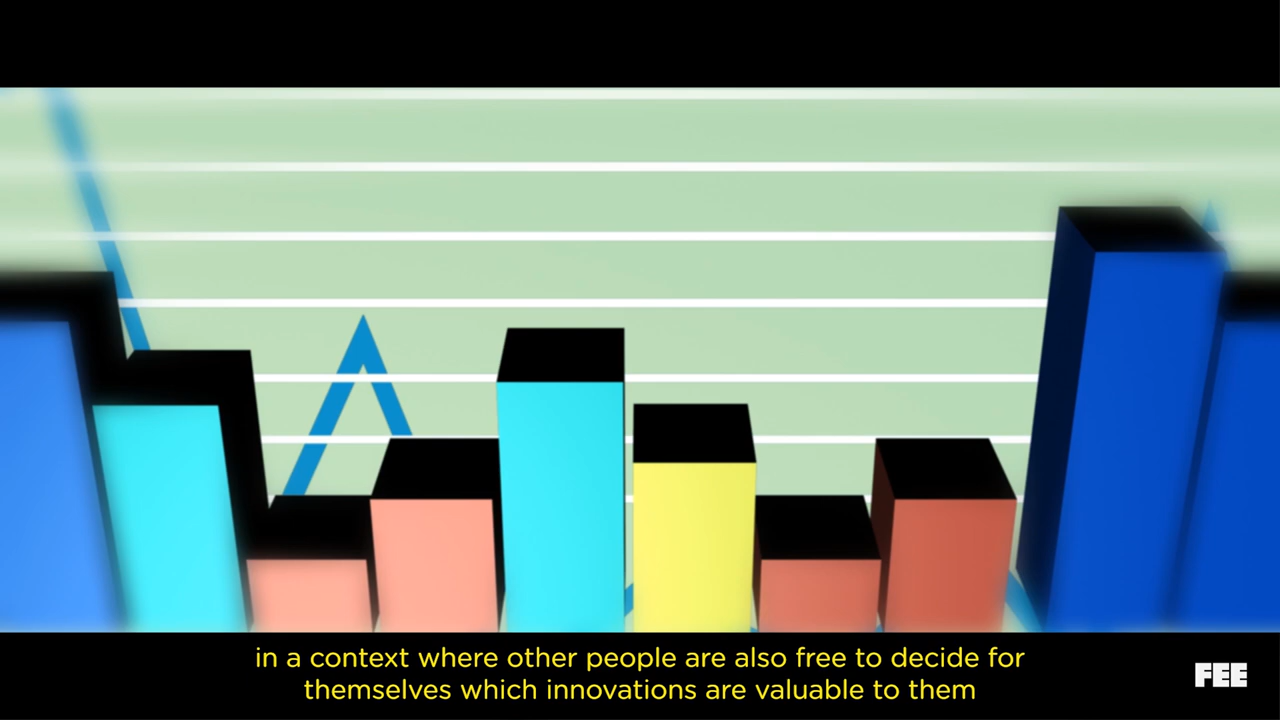 in a context where other people are also free to decide for
themselves which innovations are valuable to them
FEE